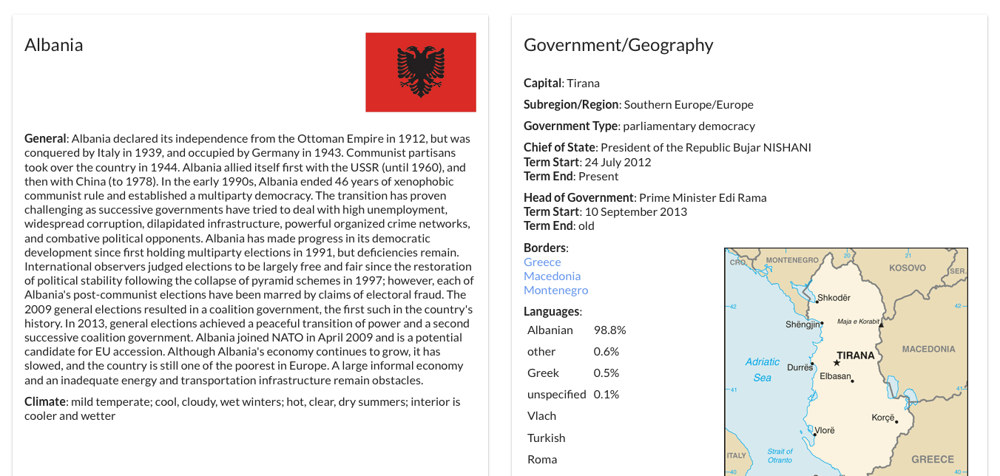 Albania
General: Albania declared its independence from the Ottoman Empire in 1912, but was
conquered by Italy in 1939, and occupied by Germany in 1943. Communist partisans
took over the country in 1944. Albania allied itself first with the USSR (until 1960), and
then with China (to 1978). In the early 1990s, Albania ended 46 years of xenophobic
communist rule and established a multiparty democracy. The transition has proven
challenging as successive governments have tried to deal with high unemployment,
widespread corruption, dilapidated infrastructure, powerful organized crime networks,
and combative political opponents. Albania has made progress in its democratic
development since first holding multiparty elections in 1991, but deficiencies remain.
International observers judged elections to be largely free and fair since the restoration
of political stability following the collapse of pyramid schemes in 1997; however, each of
Albania's post-communist elections have been marred by claims of electoral fraud. The
2009 general elections resulted in a coalition government, the first such in the country's
history. In 2013, general elections achieved a peaceful transition of power and a second
successive coalition government. Albania joined NATO in April 2009 and is a potential
candidate for EU accession. Although Albania's economy continues to grow, it has
slowed, and the country is still one of the poorest in Europe. A large informal economy
and an inadequate energy and transportation infrastructure remain obstacles.
Climate: mild temperate; cool, cloudy, wet winters; hot, clear, dry summers; interior is
cooler and wetter
Government/Geography
Capital: Tirana
Subregion/Region: Southern Europe/Europe
Government Type: parliamentary democracy
Chief of State: President of the Republic Bujar NISHANI
Term Start: 24 July 2012
Term End: Present
Head of Government: Prime Minister Edi Rama
Term Start: 10 September 2013
Term End: old
Borders:
Greece
Macedonia
Montenegro
Languages:
Albanian 98.8%
other 0.6%
Greek 0.5%
unspecified 0.1%
Vlach
Turkish
Roma
20 21
CRO. MONTENEGRO
KOSOVO
SER.
Shkodër
42 42
Shëngjin Maja e Korabit
MACEDONIA
TIRANA
Adriatic
Sea
Durrës
Elbasan
41 41
Korçë
Vlorë
ITALY
Strait of
Otranto
GREECE
40 40